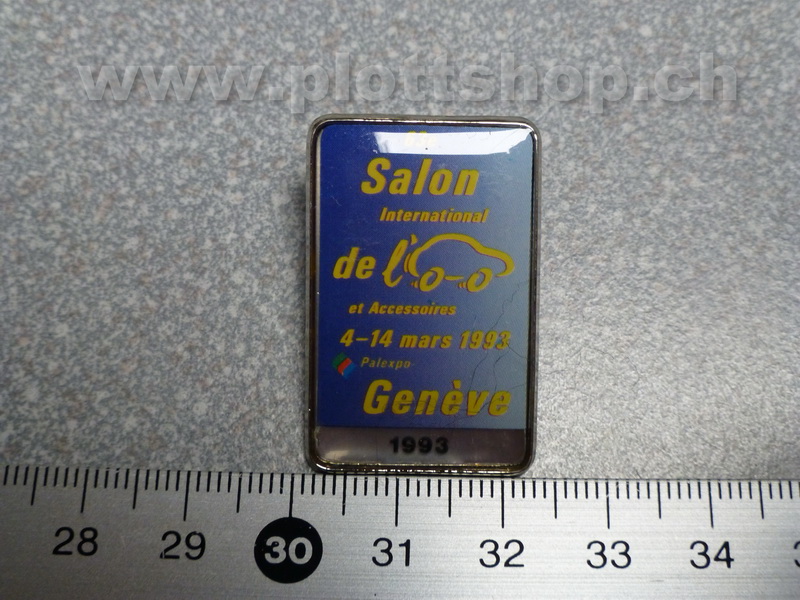 www.plottshop.ch
Salon
International
de l'
et Accessoires
4-14 mars 1993
Palexpo
Genève
1993
28 29 30 31 32 33 34